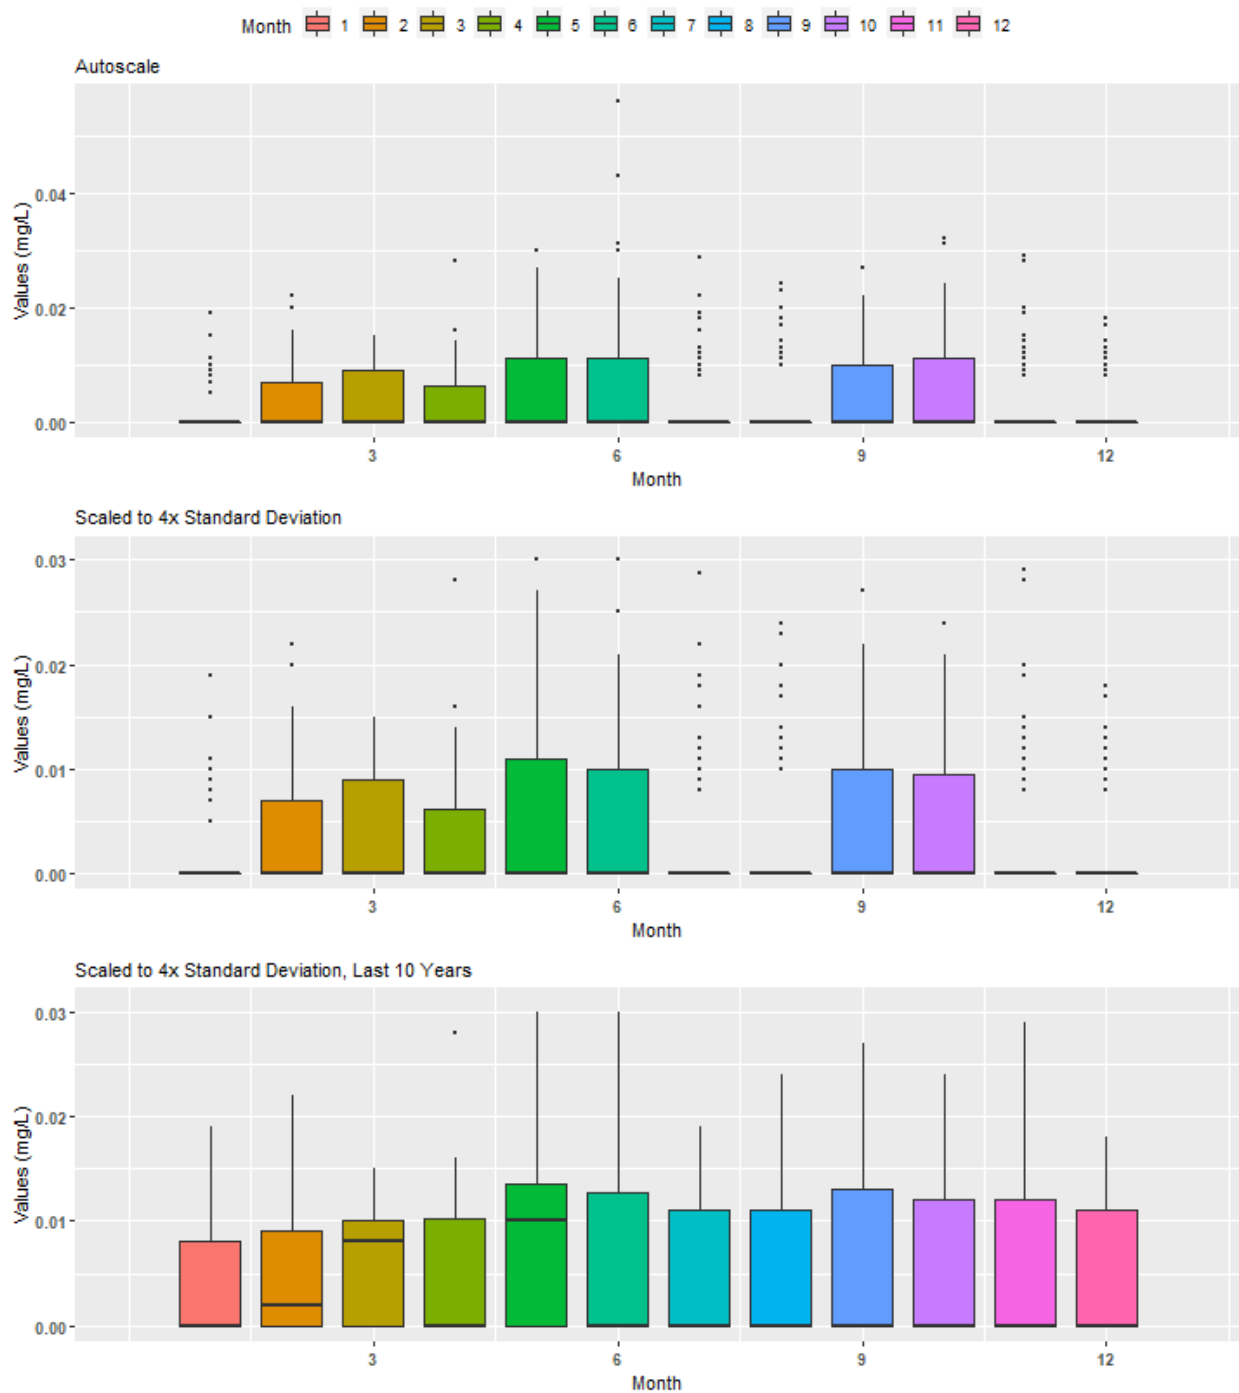 Month 1 2 3 4 5 6 7 8 9 10 11 12
Autoscale
Values (mg/L)
0.04
0.02
0.00
3 6 9 12
Month
Scaled to 4x Standard Deviation
Values (mg/L)
0.03
0.02
0.01
0.00
3 6 9 12
Month
Scaled to 4x Standard Deviation, Last 10 Years
Values (mg/L)
0.03
0.02
0.01
0.00
3 6 9 12
Month